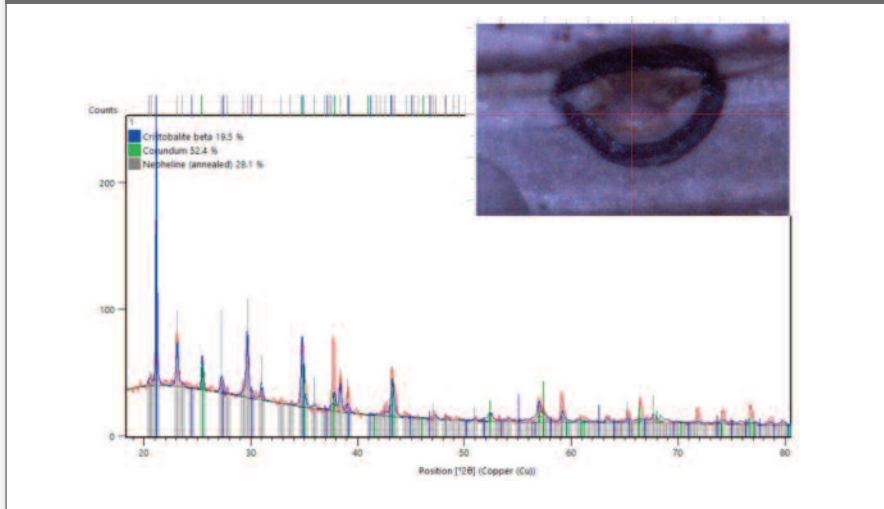 Counts
1
Cristobalite beta 19.5 %
Corundum 52.4 %
Nepheline (annealed) 28.1 %
200
100
0
20 30 40 50 60 70 80
Position [°2θ] (Copper (Cu))